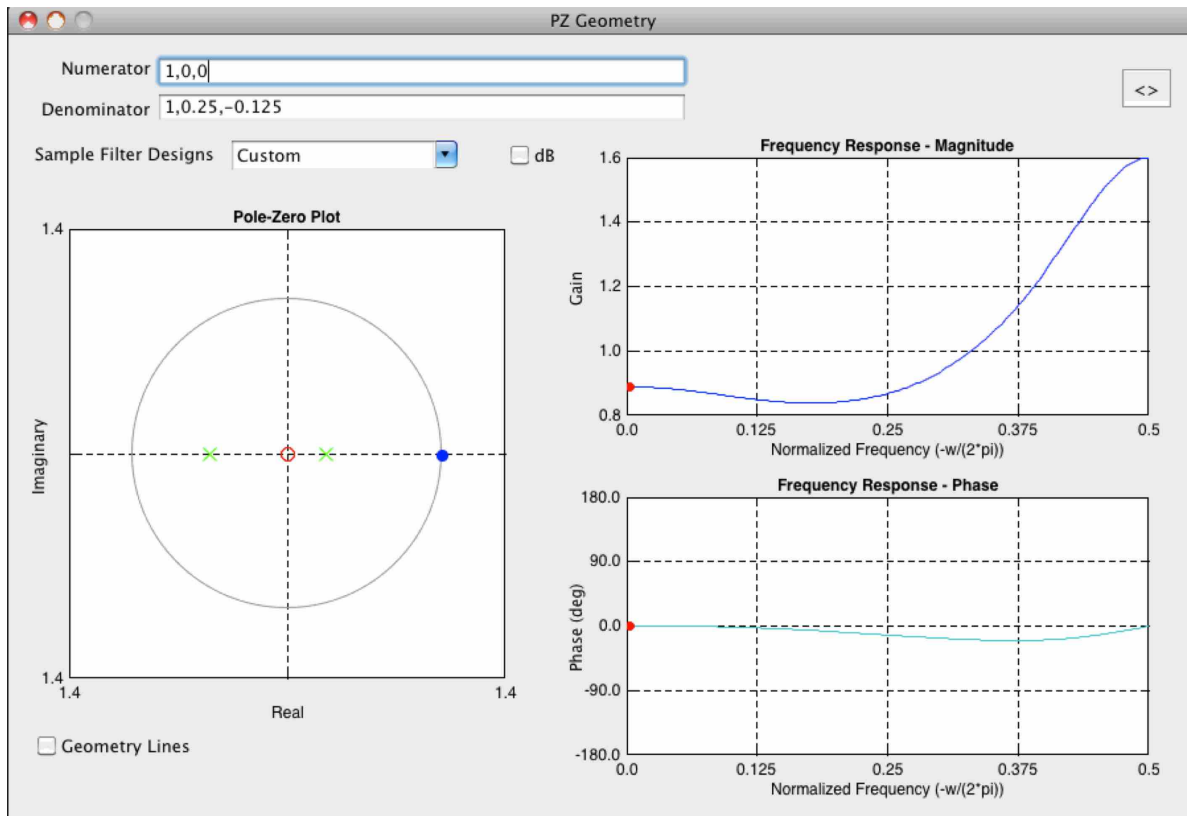 PZ Geometry
Numerator 1,0,0
Denominator 1,0.25,-0.125
<>
Sample Filter Designs Custom dB
Pole-Zero Plot
1.4
Imaginary
1.4
1.4 1.4
Real
Geometry Lines
Frequency Response - Magnitude
1.6
1.4
1.2
1.0
0.8
Gain
0.0 0.125 0.25 0.375 0.5
Normalized Frequency (-w/(2*pi))
Frequency Response - Phase
180.0
90.0
0.0
-90.0
-180.0
Phase (deg)
0.0 0.125 0.25 0.375 0.5
Normalized Frequency (-w/(2*pi))